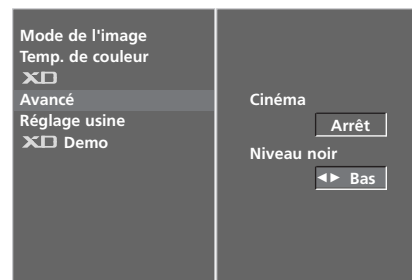 Mode de l'image
Temp. de couleur
XD
Avancé
Réglage usine
XD Demo
Cinéma
Arrêt
Niveau noir
◄► Bas